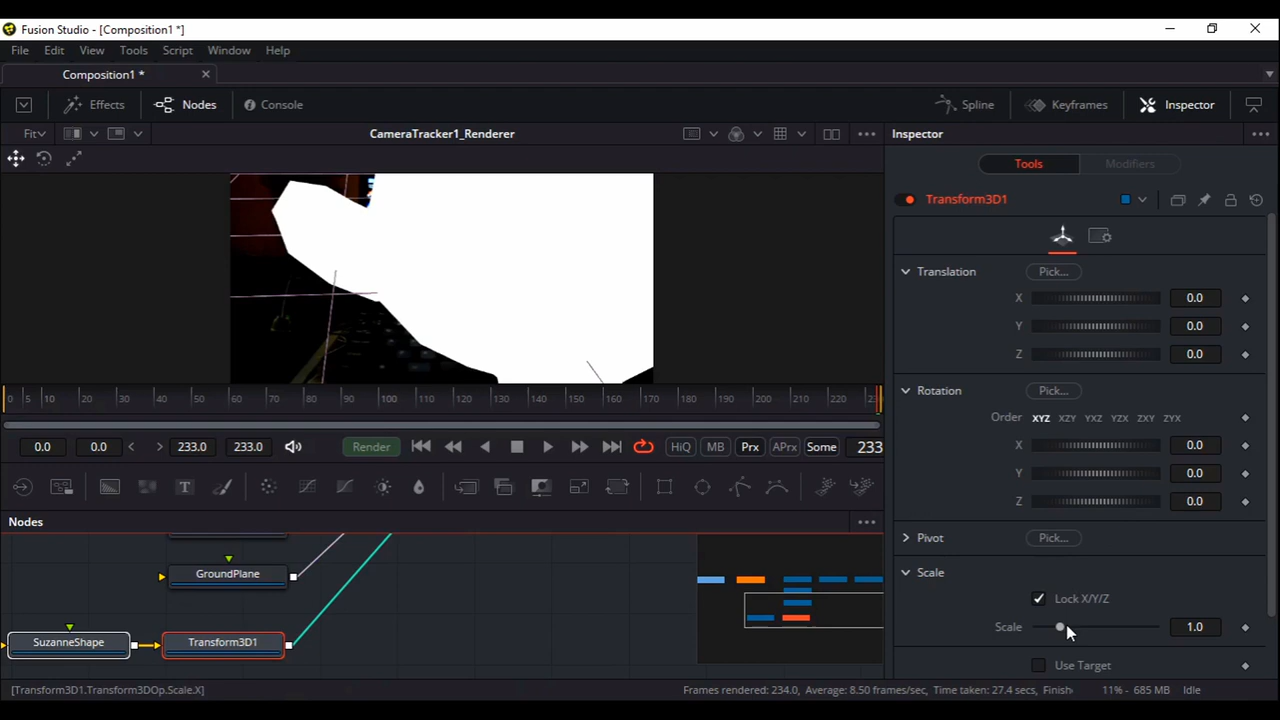 Fusion Studio - [Composition1 *]
File Edit View Tools Script Window Help
Composition1 *
Effects Nodes Console Spline Keyframes Inspector
Fit CameraTracker1_Renderer Inspector
Tools Modifiers
Transform3D1
Translation Pick...
X 0.0
Y 0.0
Z 0.0
Rotation Pick...
Order XYZ XZY YXZ YZX ZXY ZYX
X 0.0
Y 0.0
Z 0.0
Pivot Pick...
Scale
Lock X/Y/Z
Scale 1.0
Use Target
0 5 10 20 30 40 50 60 70 80 90 100 110 120 130 140 150 160 170 180 190 200 210 220
0.0 0.0 233.0 233.0 Render HiQ MB Prx APrx Some 233
Nodes
GroundPlane
SuzanneShape Transform3D1
[Transform3D1.Transform3DOp.Scale.X] Frames rendered: 234.0, Average: 8.50 frames/sec, Time taken: 27.4 secs, Finish 11% - 685 MB Idle